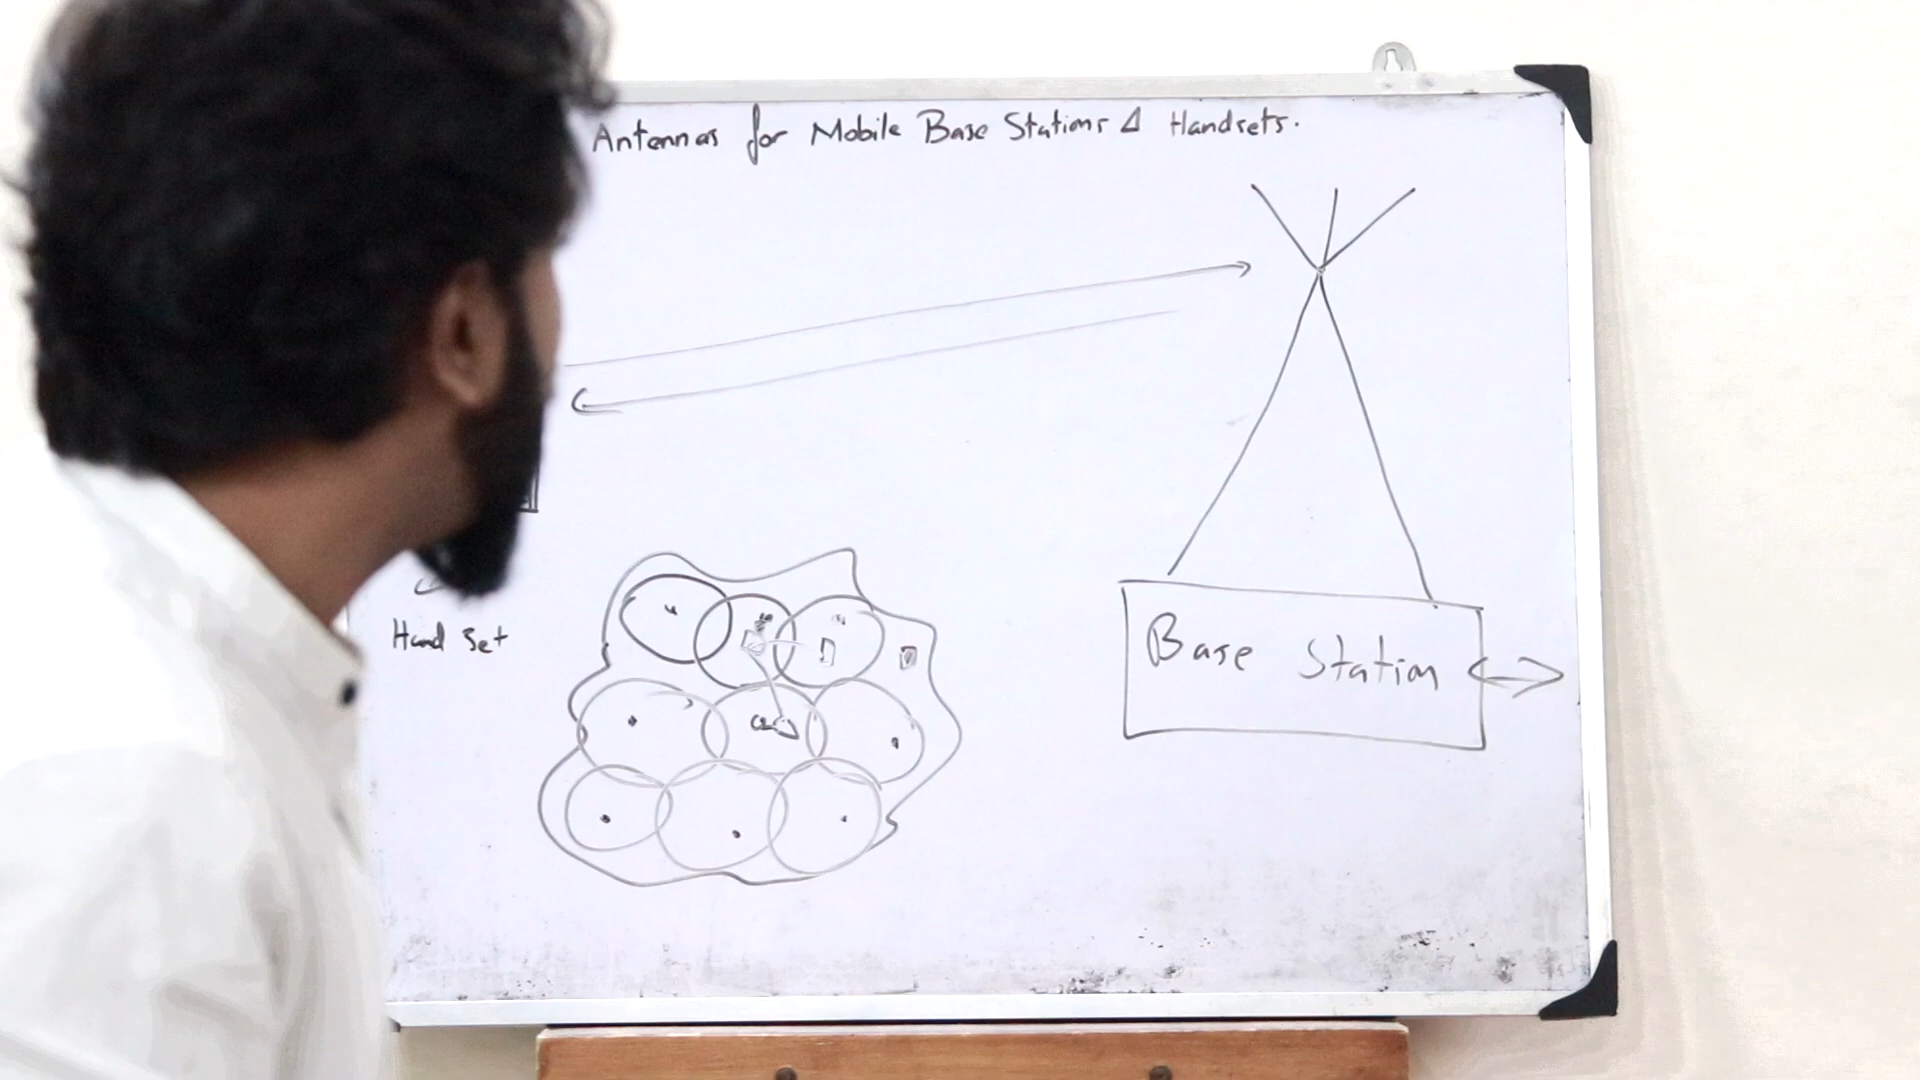 Antennas for Mobile Base Stations & Handsets.
Hand Set
Base Station